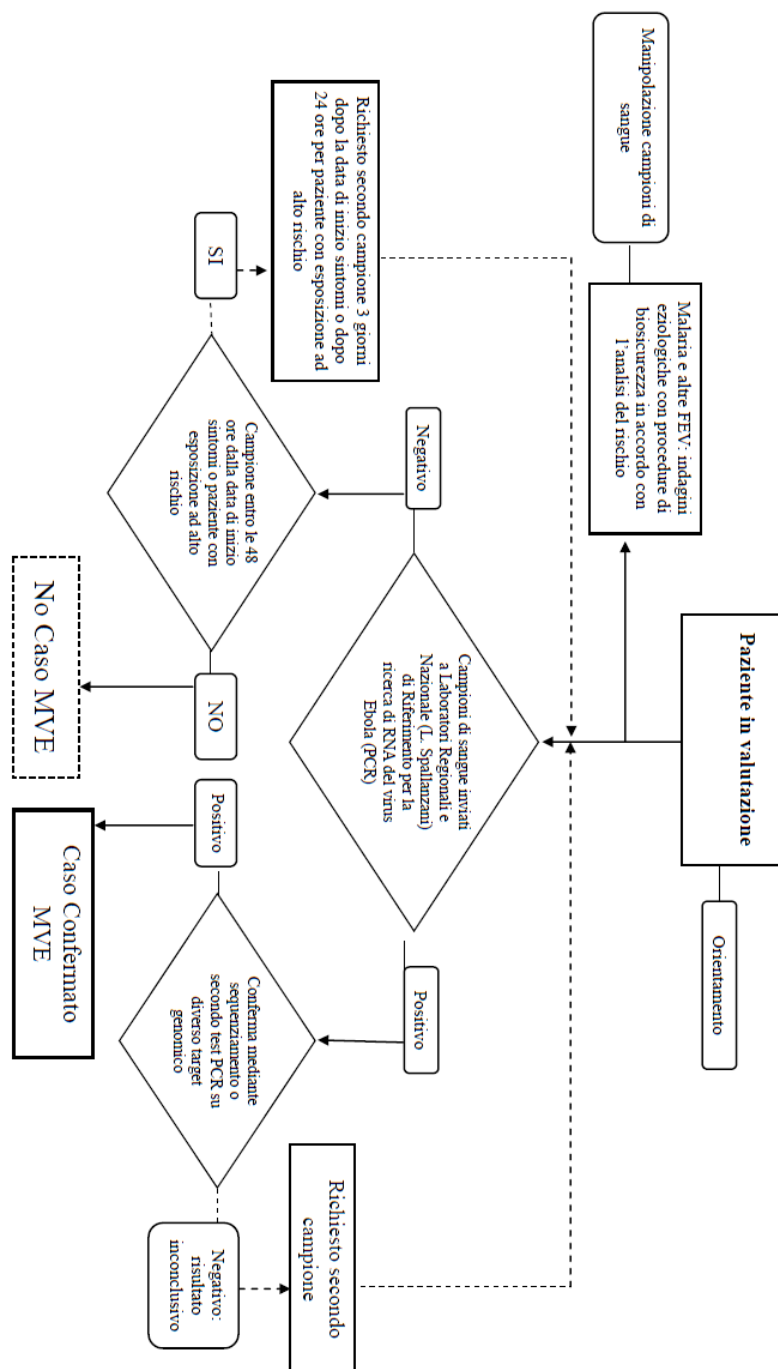 Paziente in valutazione
Orientamento
Manipolazione campioni di
sangue
Malaria e altre FEV: indagini
eziologiche con procedure di
biosicurezza in accordo con
l'analisi del rischio
Campioni di sangue inviati
a Laboratori Regionali e
Nazionale (L. Spallanzani)
di Riferimento per la
ricerca di RNA del virus
Ebola (PCR)
Negativo
Positivo
Richiesto secondo campione 3 giorni
dopo la data di inizio sintomi o dopo
24 ore per paziente con esposizione ad
alto rischio
SI
Campione entro le 48
ore dalla data di inizio
sintomi o paziente con
esposizione ad alto
rischio
NO
No Caso MVE
Richiesto secondo
campione
Conferma mediante
sequenziamento o
secondo test PCR su
diverso target
genomico
Positivo
Negativo:
risultato
inconclusivo
Caso Confermato
MVE